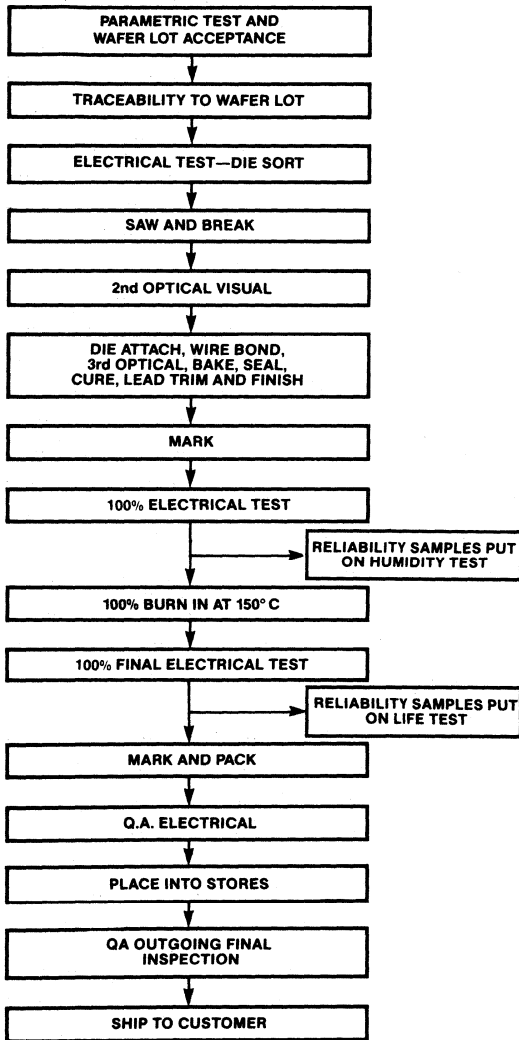 PARAMETRIC TEST AND
WAFER LOT ACCEPTANCE
TRACEABILITY TO WAFER LOT
ELECTRICAL TEST—DIE SORT
SAW AND BREAK
2nd OPTICAL VISUAL
DIE ATTACH, WIRE BOND,
3rd OPTICAL, BAKE, SEAL,
CURE, LEAD TRIM AND FINISH
MARK
100% ELECTRICAL TEST
RELIABILITY SAMPLES PUT
ON HUMIDITY TEST
100% BURN IN AT 150°C
100% FINAL ELECTRICAL TEST
RELIABILITY SAMPLES PUT
ON LIFE TEST
MARK AND PACK
Q.A. ELECTRICAL
PLACE INTO STORES
QA OUTGOING FINAL
INSPECTION
SHIP TO CUSTOMER